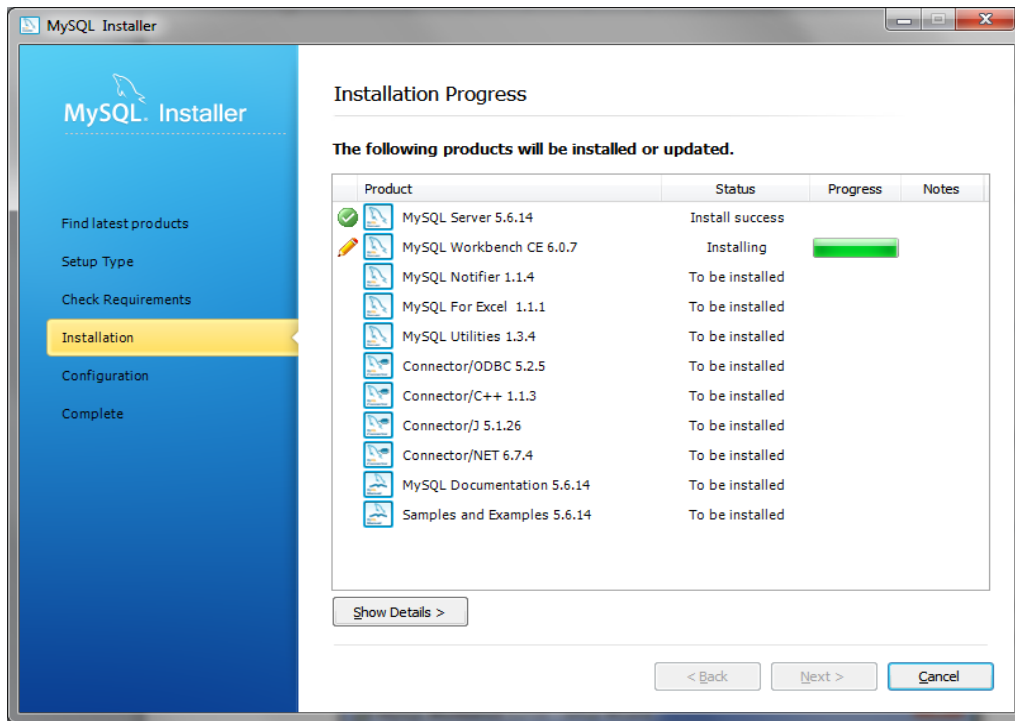 MySQL Installer
MySQL. Installer
Find latest products
Setup Type
Check Requirements
Installation
Configuration
Complete
Installation Progress
The following products will be installed or updated.
Product Status Progress Notes
MySQL Server 5.6.14 Install success
MySQL Workbench CE 6.0.7 Installing
MySQL Notifier 1.1.4 To be installed
MySQL For Excel 1.1.1 To be installed
MySQL Utilities 1.3.4 To be installed
Connector/ODBC 5.2.5 To be installed
Connector/C++ 1.1.3 To be installed
Connector/J 5.1.26 To be installed
Connector/NET 6.7.4 To be installed
MySQL Documentation 5.6.14 To be installed
Samples and Examples 5.6.14 To be installed
Show Details >
< Back Next > Cancel